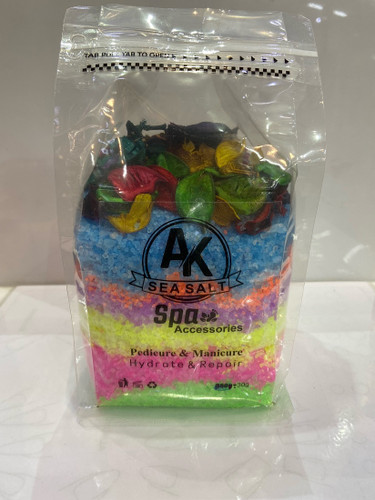 TAB PULL TAB TO OPEN
AK
SEA SALT
Spa
Accessories
Pedicure & Manicure
Hydrate & Repair